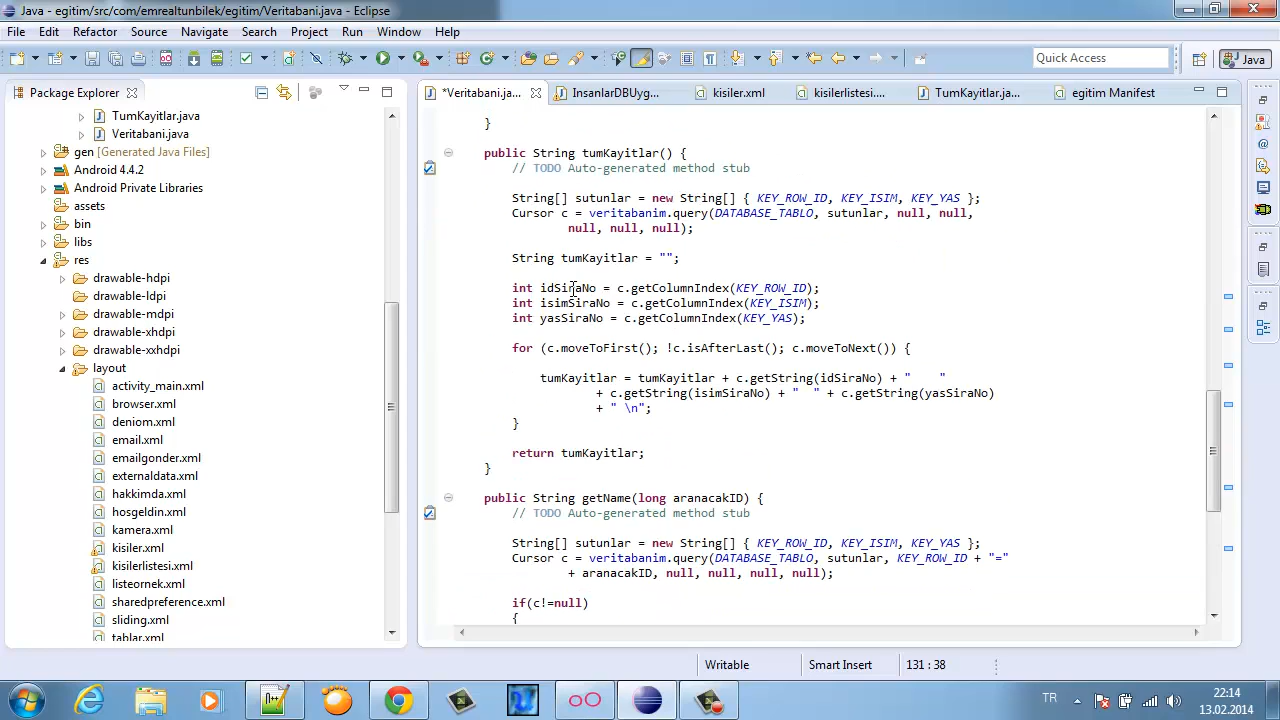 Java - egitim/src/com/emrealtunbilek/egitim/Veritabani.java - Eclipse
File Edit Refactor Source Navigate Search Project Run Window Help
Quick Access
Java
Package Explorer
*Veritabani.ja... InsanlarDBUyg... kisiler.xml kisilerlistesi.... TumKayitlar.ja... egitim Manifest
TumKayitlar.java
Veritabani.java
gen [Generated Java Files]
Android 4.4.2
Android Private Libraries
assets
bin
libs
res
drawable-hdpi
drawable-ldpi
drawable-mdpi
drawable-xhdpi
drawable-xxhdpi
layout
activity_main.xml
browser.xml
deniom.xml
email.xml
emailgonder.xml
externaldata.xml
hakkimda.xml
hosgeldin.xml
kamera.xml
kisiler.xml
kisilerlistesi.xml
listeornek.xml
sharedpreference.xml
sliding.xml
tablar.xml
}
public String tumKayitlar() {
// TODO Auto-generated method stub
String[] sutunlar = new String[] { KEY_ROW_ID, KEY_ISIM, KEY_YAS };
Cursor c = veritabanim.query(DATABASE_TABLO, sutunlar, null, null,
null, null, null);
String tumKayitlar = "";
int idSiraNo = c.getColumnIndex(KEY_ROW_ID);
int isimSiraNo = c.getColumnIndex(KEY_ISIM);
int yasSiraNo = c.getColumnIndex(KEY_YAS);
for (c.moveToFirst(); !c.isAfterLast(); c.moveToNext()) {
tumKayitlar = tumKayitlar + c.getString(idSiraNo) + "    "
+ c.getString(isimSiraNo) + "  " + c.getString(yasSiraNo)
+ " \n";
}
return tumKayitlar;
}
public String getName(long aranacakID) {
// TODO Auto-generated method stub
String[] sutunlar = new String[] { KEY_ROW_ID, KEY_ISIM, KEY_YAS };
Cursor c = veritabanim.query(DATABASE_TABLO, sutunlar, KEY_ROW_ID + "="
+ aranacakID, null, null, null, null);
if(c!=null)
{
Writable Smart Insert 131 : 38
TR 22:14
13.02.2014